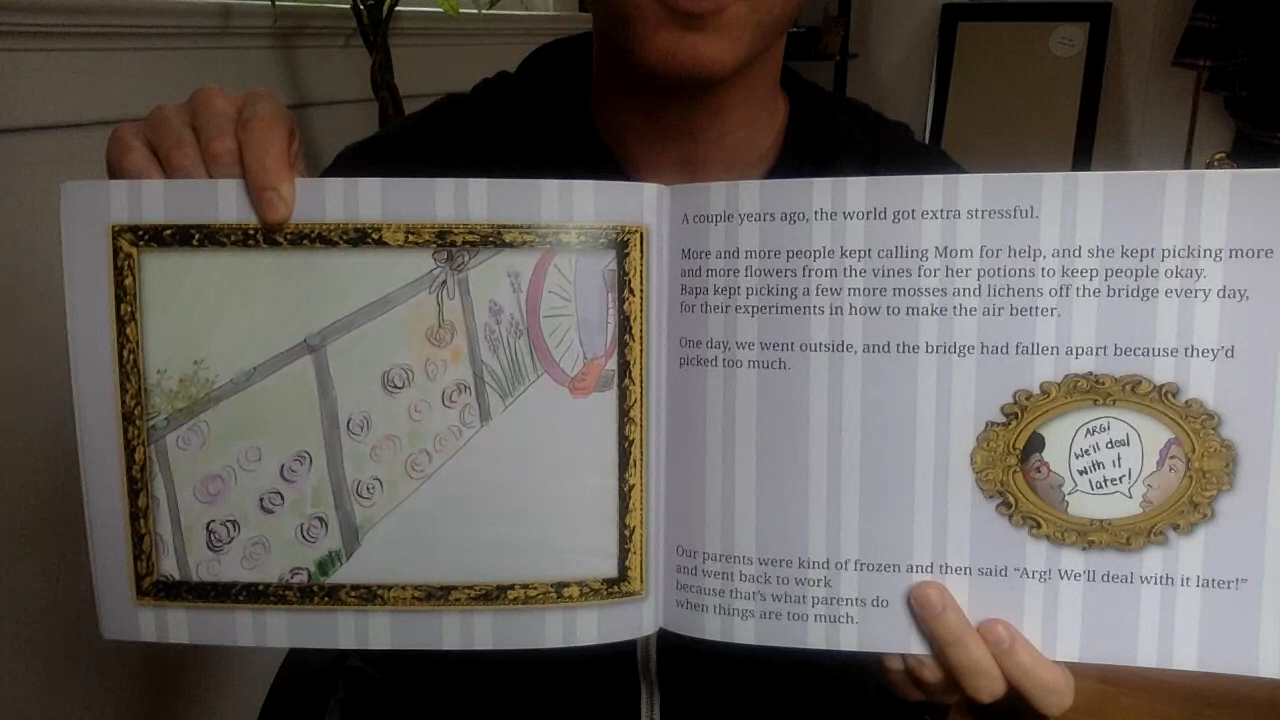 A couple years ago, the world got extra stressful.
More and more people kept calling Mom for help, and she kept picking more
and more flowers from the vines for her potions to keep people okay.
Bapa kept picking a few more mosses and lichens off the bridge every day,
for their experiments in how to make the air better.
One day, we went outside, and the bridge had fallen apart because they'd
picked too much.
ARG!
We'll deal
with it
later!
Our parents were kind of frozen and then said “Arg! We'll deal with it later!”
and went back to work
because that's what parents do
when things are too much.